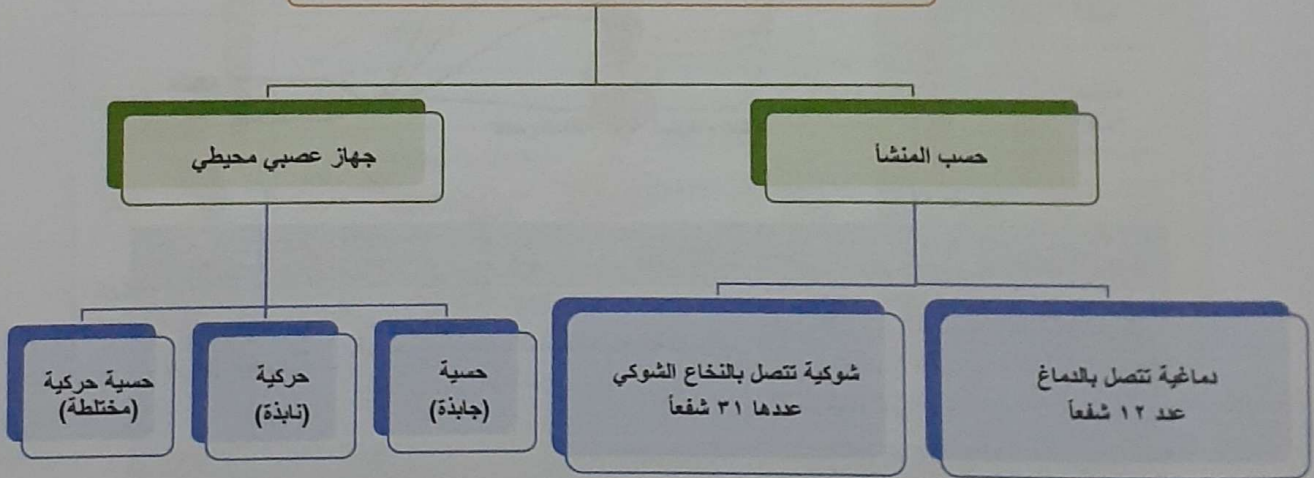 حسب المنشأ
جهاز عصبي محيطي
دماغية تتصل بالدماغ
عدد ١٢ شفعاً
شوكية تتصل بالنخاع الشوكي
عددها ٣١ شفعاً
حسية
(جابذة)
حركية
(نابذة)
حسية حركية
(مختلطة)